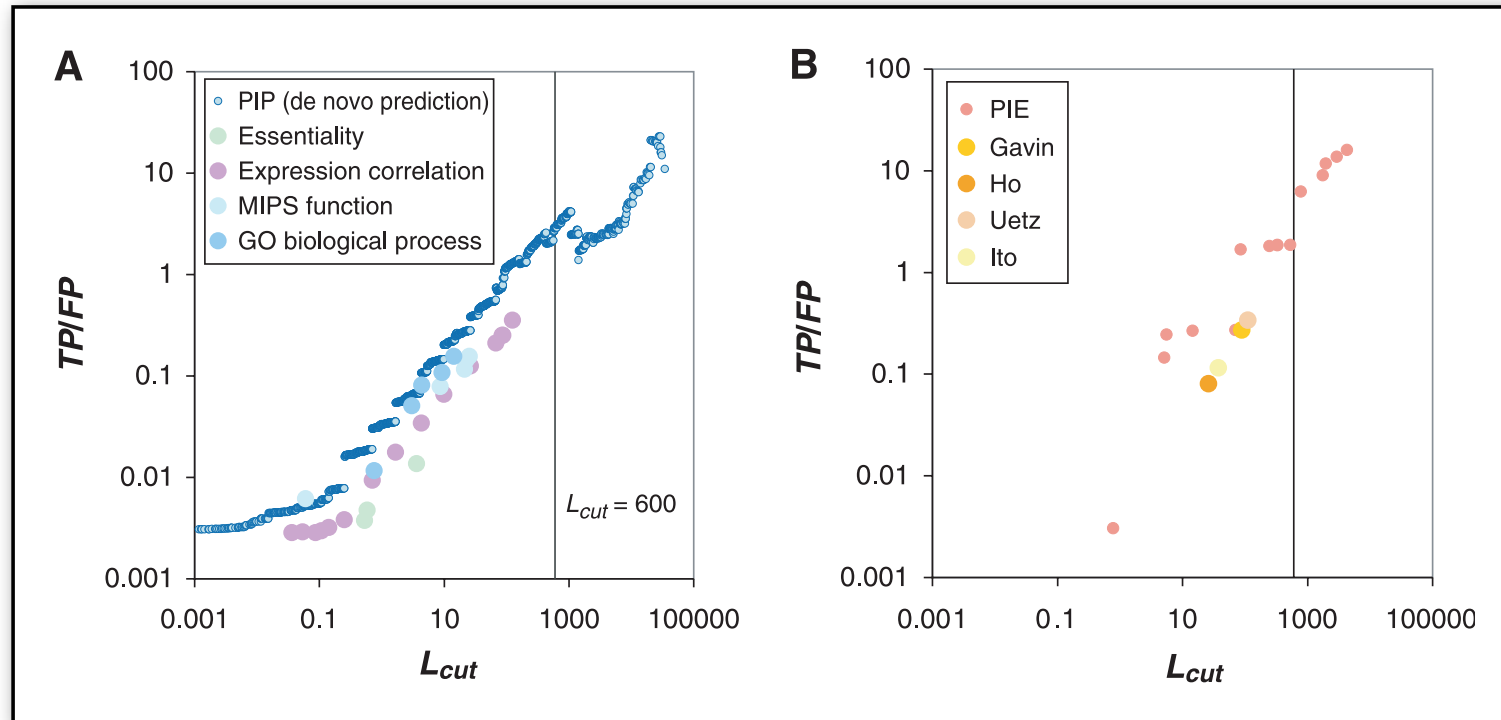 A
100
10
1
0.1
0.01
0.001
TP/FP
PIP (de novo prediction)
Essentiality
Expression correlation
MIPS function
GO biological process
L_cut = 600
0.001 0.1 10 1000 100000
L_cut
B
100
10
1
0.1
0.01
0.001
TP/FP
PIE
Gavin
Ho
Uetz
Ito
0.001 0.1 10 1000 100000
L_cut